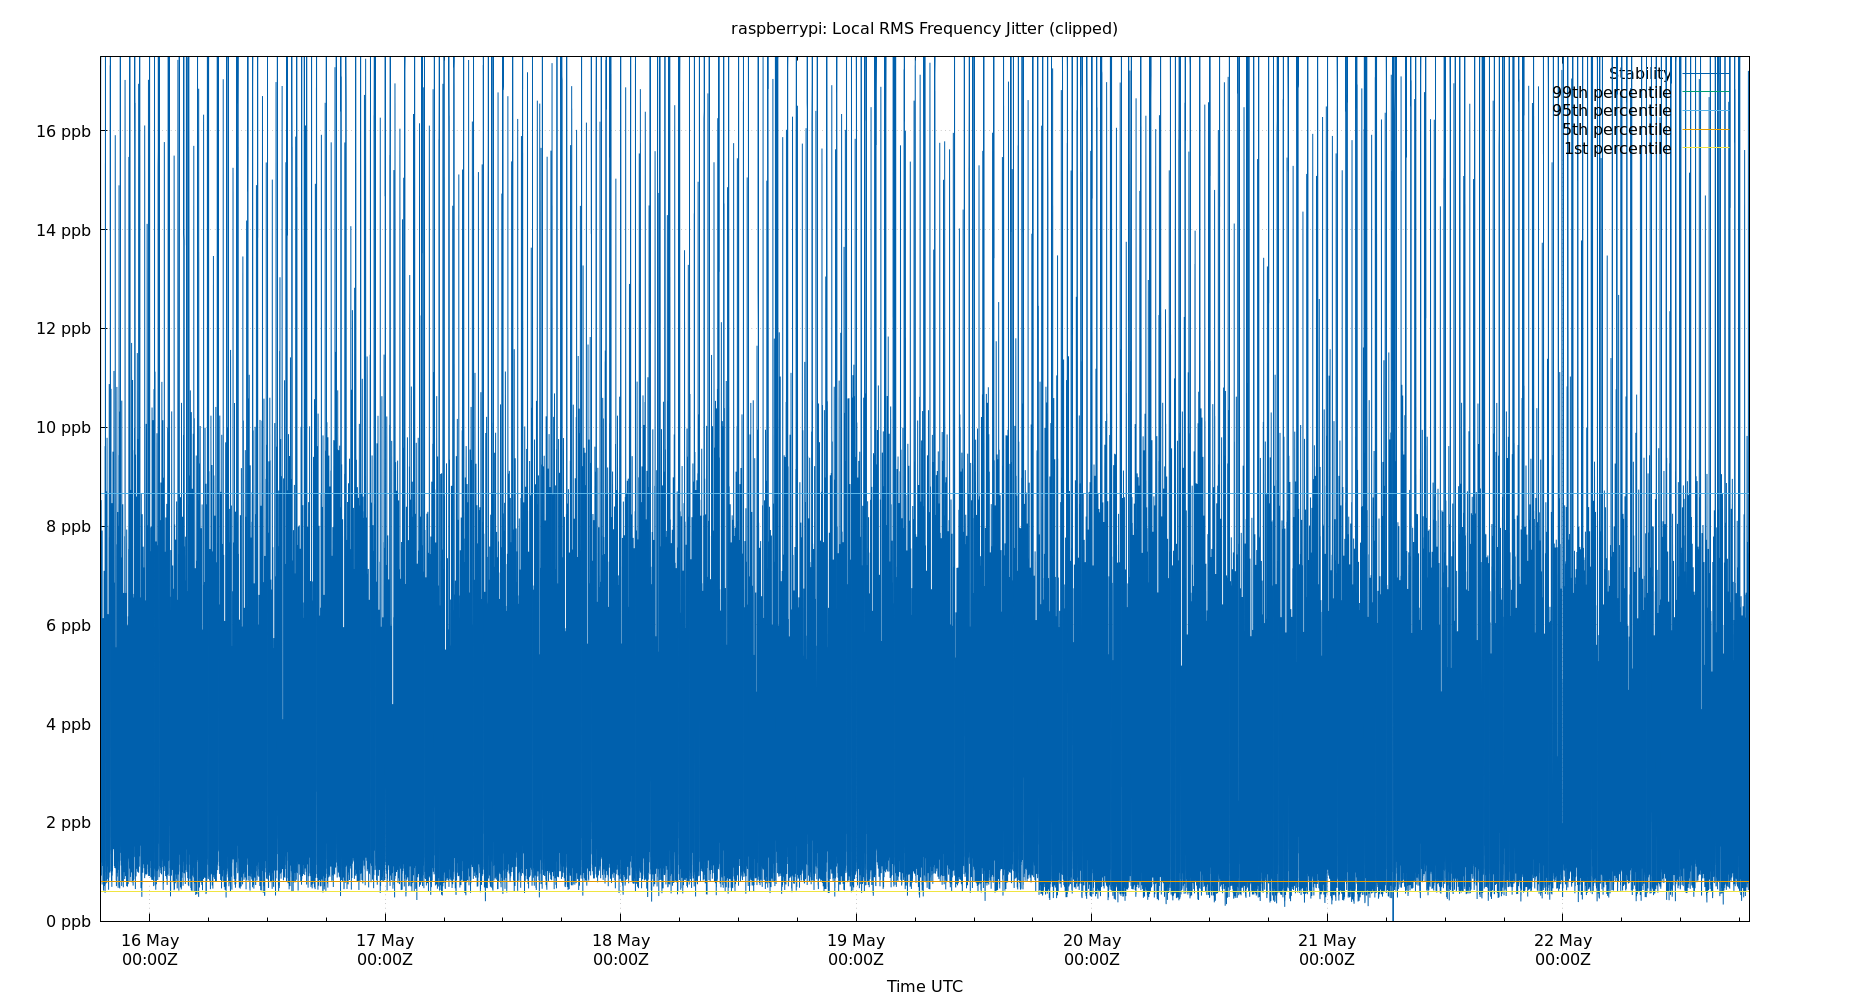 raspberrypi: Local RMS Frequency Jitter (clipped)
Stability
99th percentile
95th percentile
5th percentile
1st percentile
16 ppb
14 ppb
12 ppb
10 ppb
8 ppb
6 ppb
4 ppb
2 ppb
0 ppb
16 May 17 May 18 May 19 May 20 May 21 May 22 May
00:00Z 00:00Z 00:00Z 00:00Z 00:00Z 00:00Z 00:00Z
Time UTC